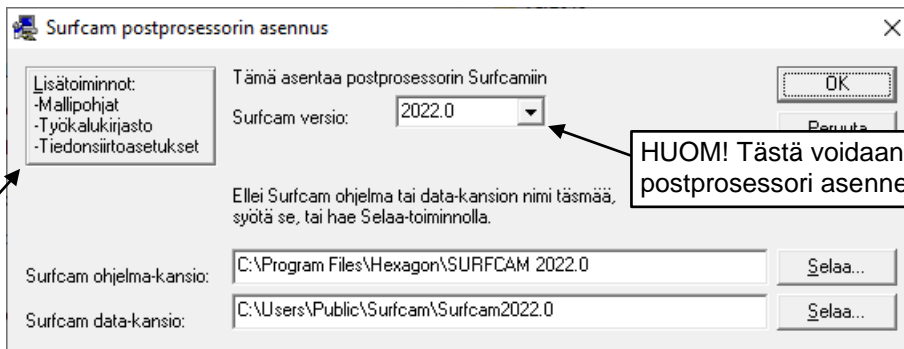 Surfcam postprosessorin asennus
Lisätoiminnot:
-Mallipohjat
-Työkalukirjasto
-Tiedonsiirtoasetukset
Tämä asentaa postprosessorin Surfcamiin
Surfcam versio:
2022.0
OK
Peruuta
HUOM! Tästä voidaan
postprosessori asenne
Ellei Surfcam ohjelma tai data-kansion nimi täsmää,
syötä se, tai hae Selaa-toiminnolla.
Surfcam ohjelma-kansio:
C:\Program Files\Hexagon\SURFCAM 2022.0
Selaa...
Surfcam data-kansio:
C:\Users\Public\Surfcam\Surfcam2022.0
Selaa...